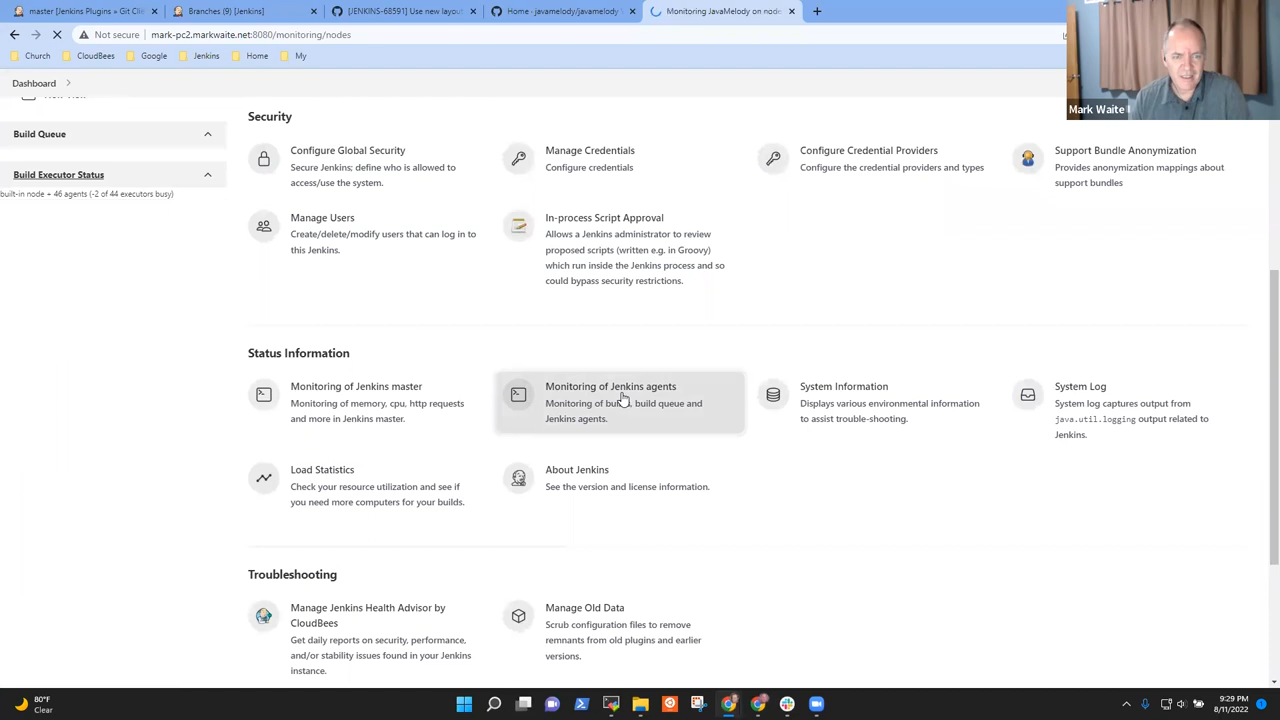 master [Jenkins Plugins » Git Clie
Branches (9) [Jenkins]
[JENKINS-68591] Use new layout
Home · javamelody/javamelody \
Monitoring JavaMelody on node
Not secure
mark-pc2.markwaite.net:8080/monitoring/nodes
Church
CloudBees
Google
Jenkins
Home
My
Mark Waite
Dashboard
Build Queue
Build Executor Status
built-in node + 46 agents (-2 of 44 executors busy)
Security
Configure Global Security
Secure Jenkins; define who is allowed to
access/use the system.
Manage Credentials
Configure credentials
Configure Credential Providers
Configure the credential providers and types
Support Bundle Anonymization
Provides anonymization mappings about
support bundles
Manage Users
Create/delete/modify users that can log in to
this Jenkins.
In-process Script Approval
Allows a Jenkins administrator to review
proposed scripts (written e.g. in Groovy)
which run inside the Jenkins process and so
could bypass security restrictions.
Status Information
Monitoring of Jenkins master
Monitoring of memory, cpu, http requests
and more in Jenkins master.
Monitoring of Jenkins agents
Monitoring of build queue and
Jenkins agents.
System Information
Displays various environmental information
to assist trouble-shooting.
System Log
System log captures output from
java.util.logging output related to
Jenkins.
Load Statistics
Check your resource utilization and see if
you need more computers for your builds.
About Jenkins
See the version and license information.
Troubleshooting
Manage Jenkins Health Advisor by
CloudBees
Get daily reports on security, performance,
and/or stability issues found in your Jenkins
instance.
Manage Old Data
Scrub configuration files to remove
remnants from old plugins and earlier
versions.
80°F
Clear
9:29 PM
8/11/2022